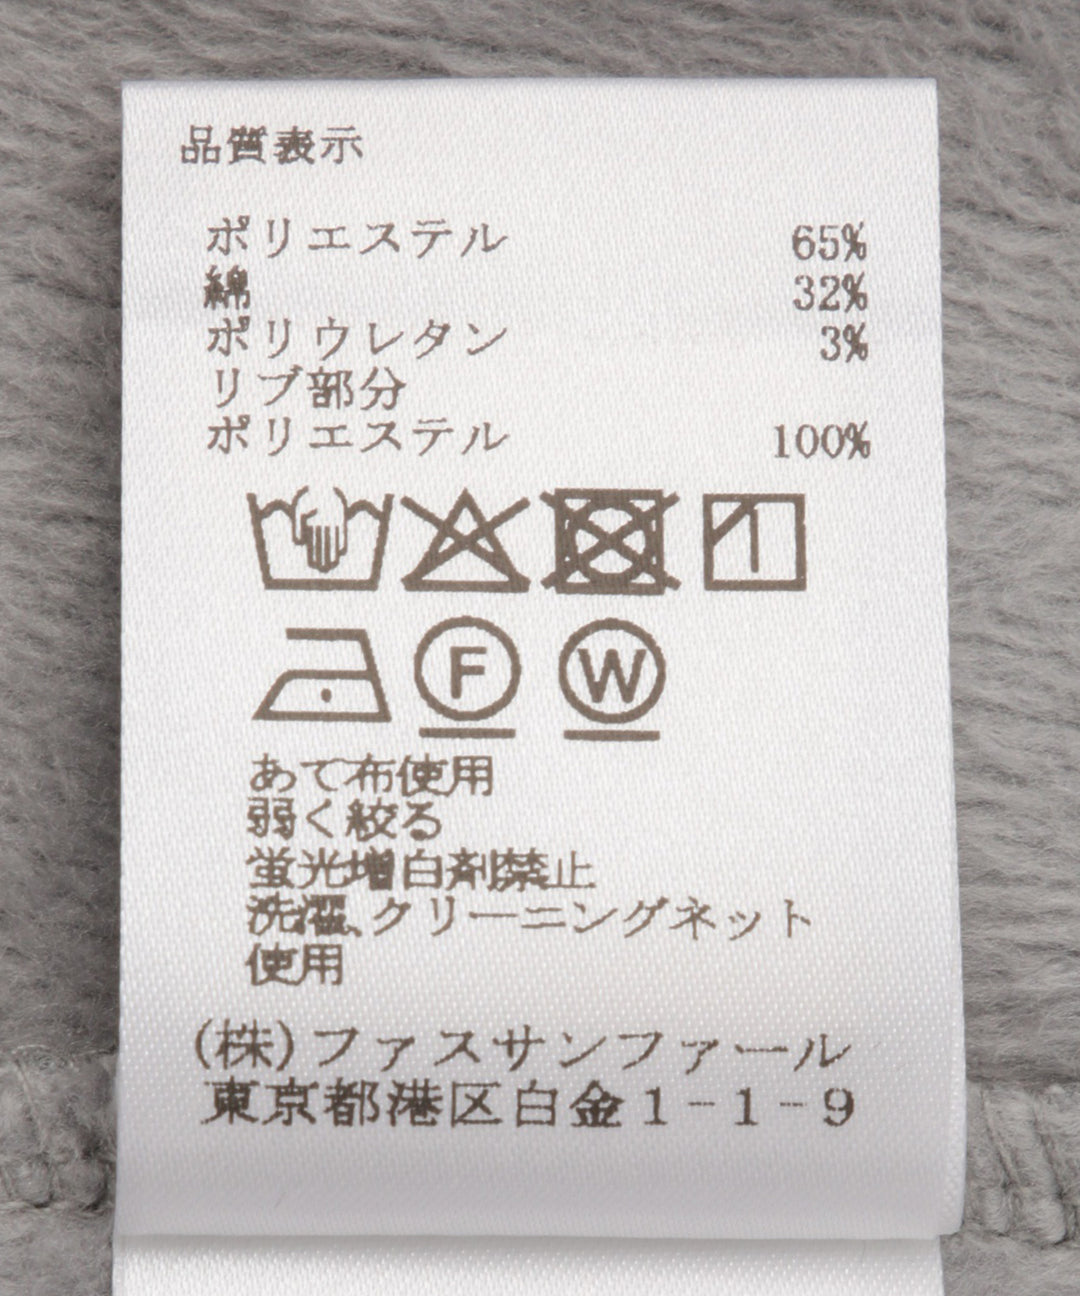 品質表示
ポリエステル 65%
綿 32%
ポリウレタン 3%
リブ部分
ポリエステル 100%
F W
あて布使用
弱く絞る
蛍光増白剤禁止
洗濯、クリーニングネット
使用
(株)ファスサンファール
東京都港区白金1-1-9